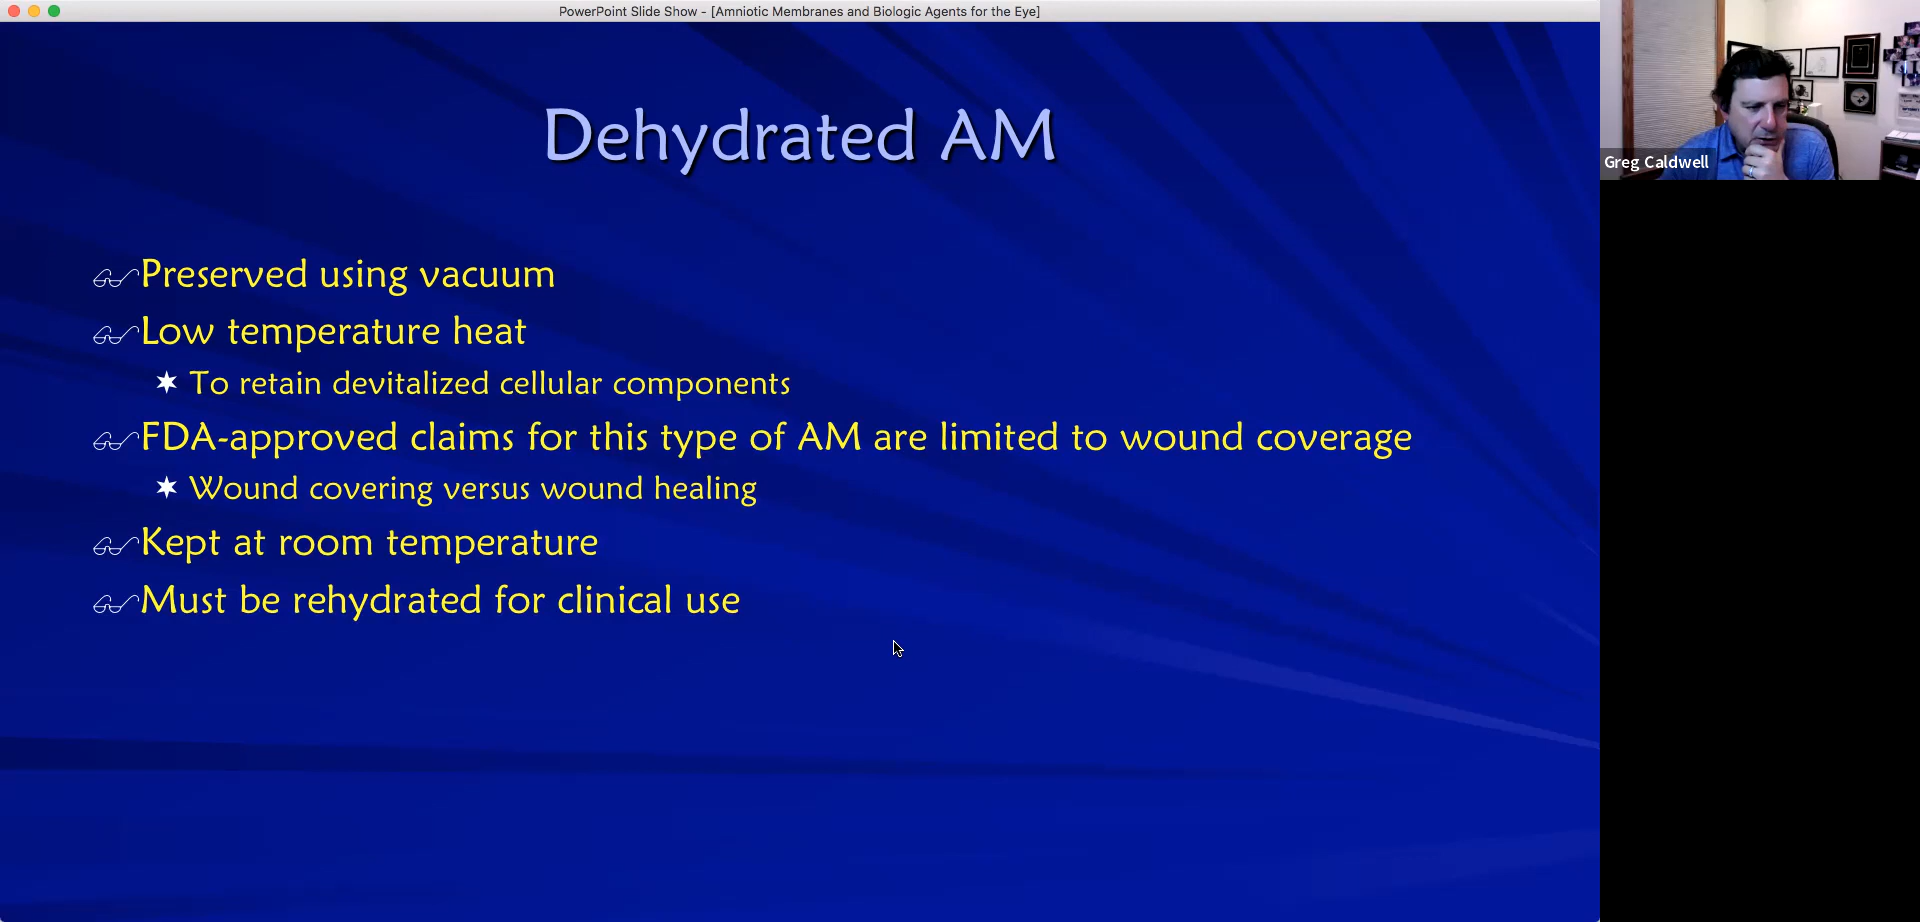 PowerPoint Slide Show - [Amniotic Membranes and Biologic Agents for the Eye]
Dehydrated AM
Preserved using vacuum
Low temperature heat
To retain devitalized cellular components
FDA-approved claims for this type of AM are limited to wound coverage
Wound covering versus wound healing
Kept at room temperature
Must be rehydrated for clinical use
Greg Caldwell